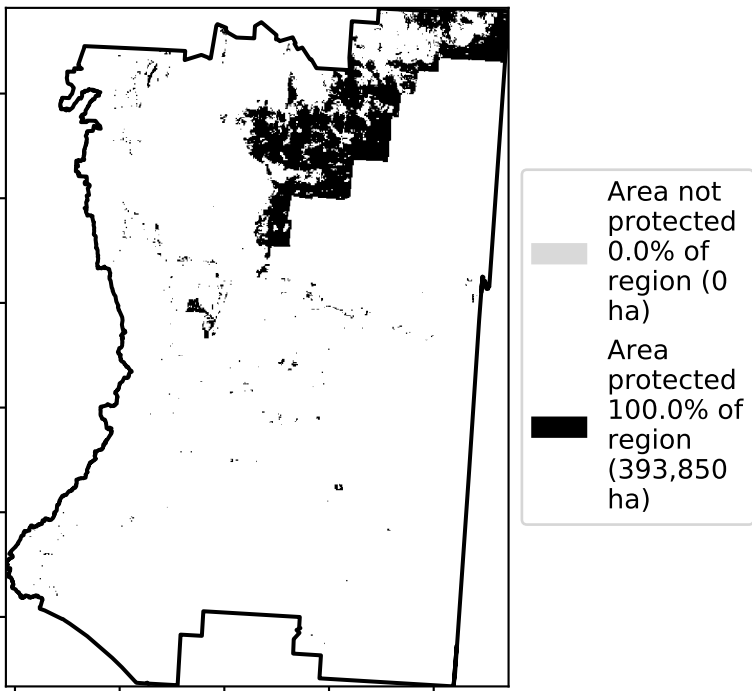 Area not
protected
0.0% of
region (0
ha)
Area
protected
100.0% of
region
(393,850
ha)